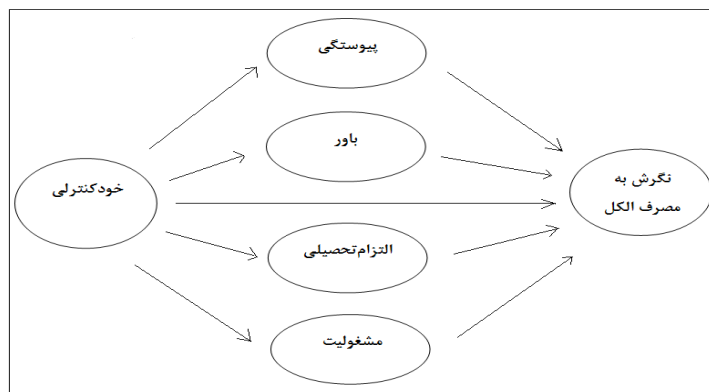 پیوستگی
باور
خودکنترلی
نگرش به
مصرف الکل
التزام‌تحصیلی
مشغولیت